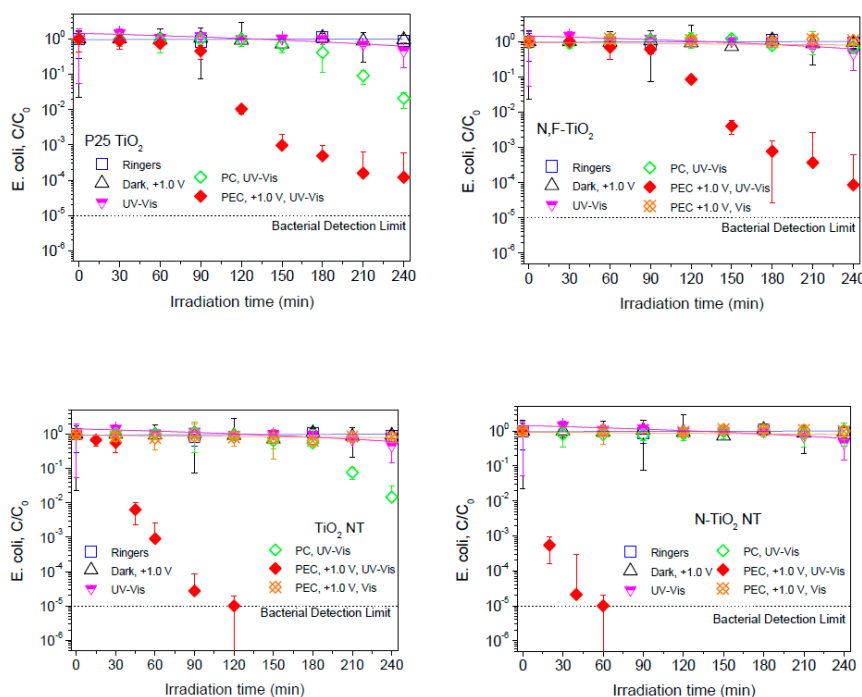 10⁰
10⁻¹
10⁻²
10⁻³
10⁻⁴
10⁻⁵
10⁻⁶
E. coli, C/C₀
P25 TiO₂
Ringers
Dark, +1.0 V
UV-Vis
PC, UV-Vis
PEC, +1.0 V, UV-Vis
Bacterial Detection Limit
0 30 60 90 120 150 180 210 240
Irradiation time (min)
10⁰
10⁻¹
10⁻²
10⁻³
10⁻⁴
10⁻⁵
10⁻⁶
E. coli, C/C₀
N,F-TiO₂
Ringers
Dark, +1.0 V
UV-Vis
PC, UV-Vis
PEC +1.0 V, UV-Vis
PEC +1.0 V, Vis
Bacterial Detection Limit
0 30 60 90 120 150 180 210 240
Irradiation time (min)
10⁰
10⁻¹
10⁻²
10⁻³
10⁻⁴
10⁻⁵
10⁻⁶
E. coli, C/C₀
TiO₂ NT
Ringers
Dark, +1.0 V
UV-Vis
PC, UV-Vis
PEC, +1.0 V, UV-Vis
PEC, +1.0 V, Vis
Bacterial Detection Limit
0 30 60 90 120 150 180 210 240
Irradiation time (min)
10⁰
10⁻¹
10⁻²
10⁻³
10⁻⁴
10⁻⁵
10⁻⁶
E. coli, C/C₀
N-TiO₂ NT
Ringers
Dark, +1.0 V
UV-Vis
PC, UV-Vis
PEC, +1.0 V, UV-Vis
PEC, +1.0 V, Vis
Bacterial Detection Limit
0 30 60 90 120 150 180 210 240
Irradiation time (min)